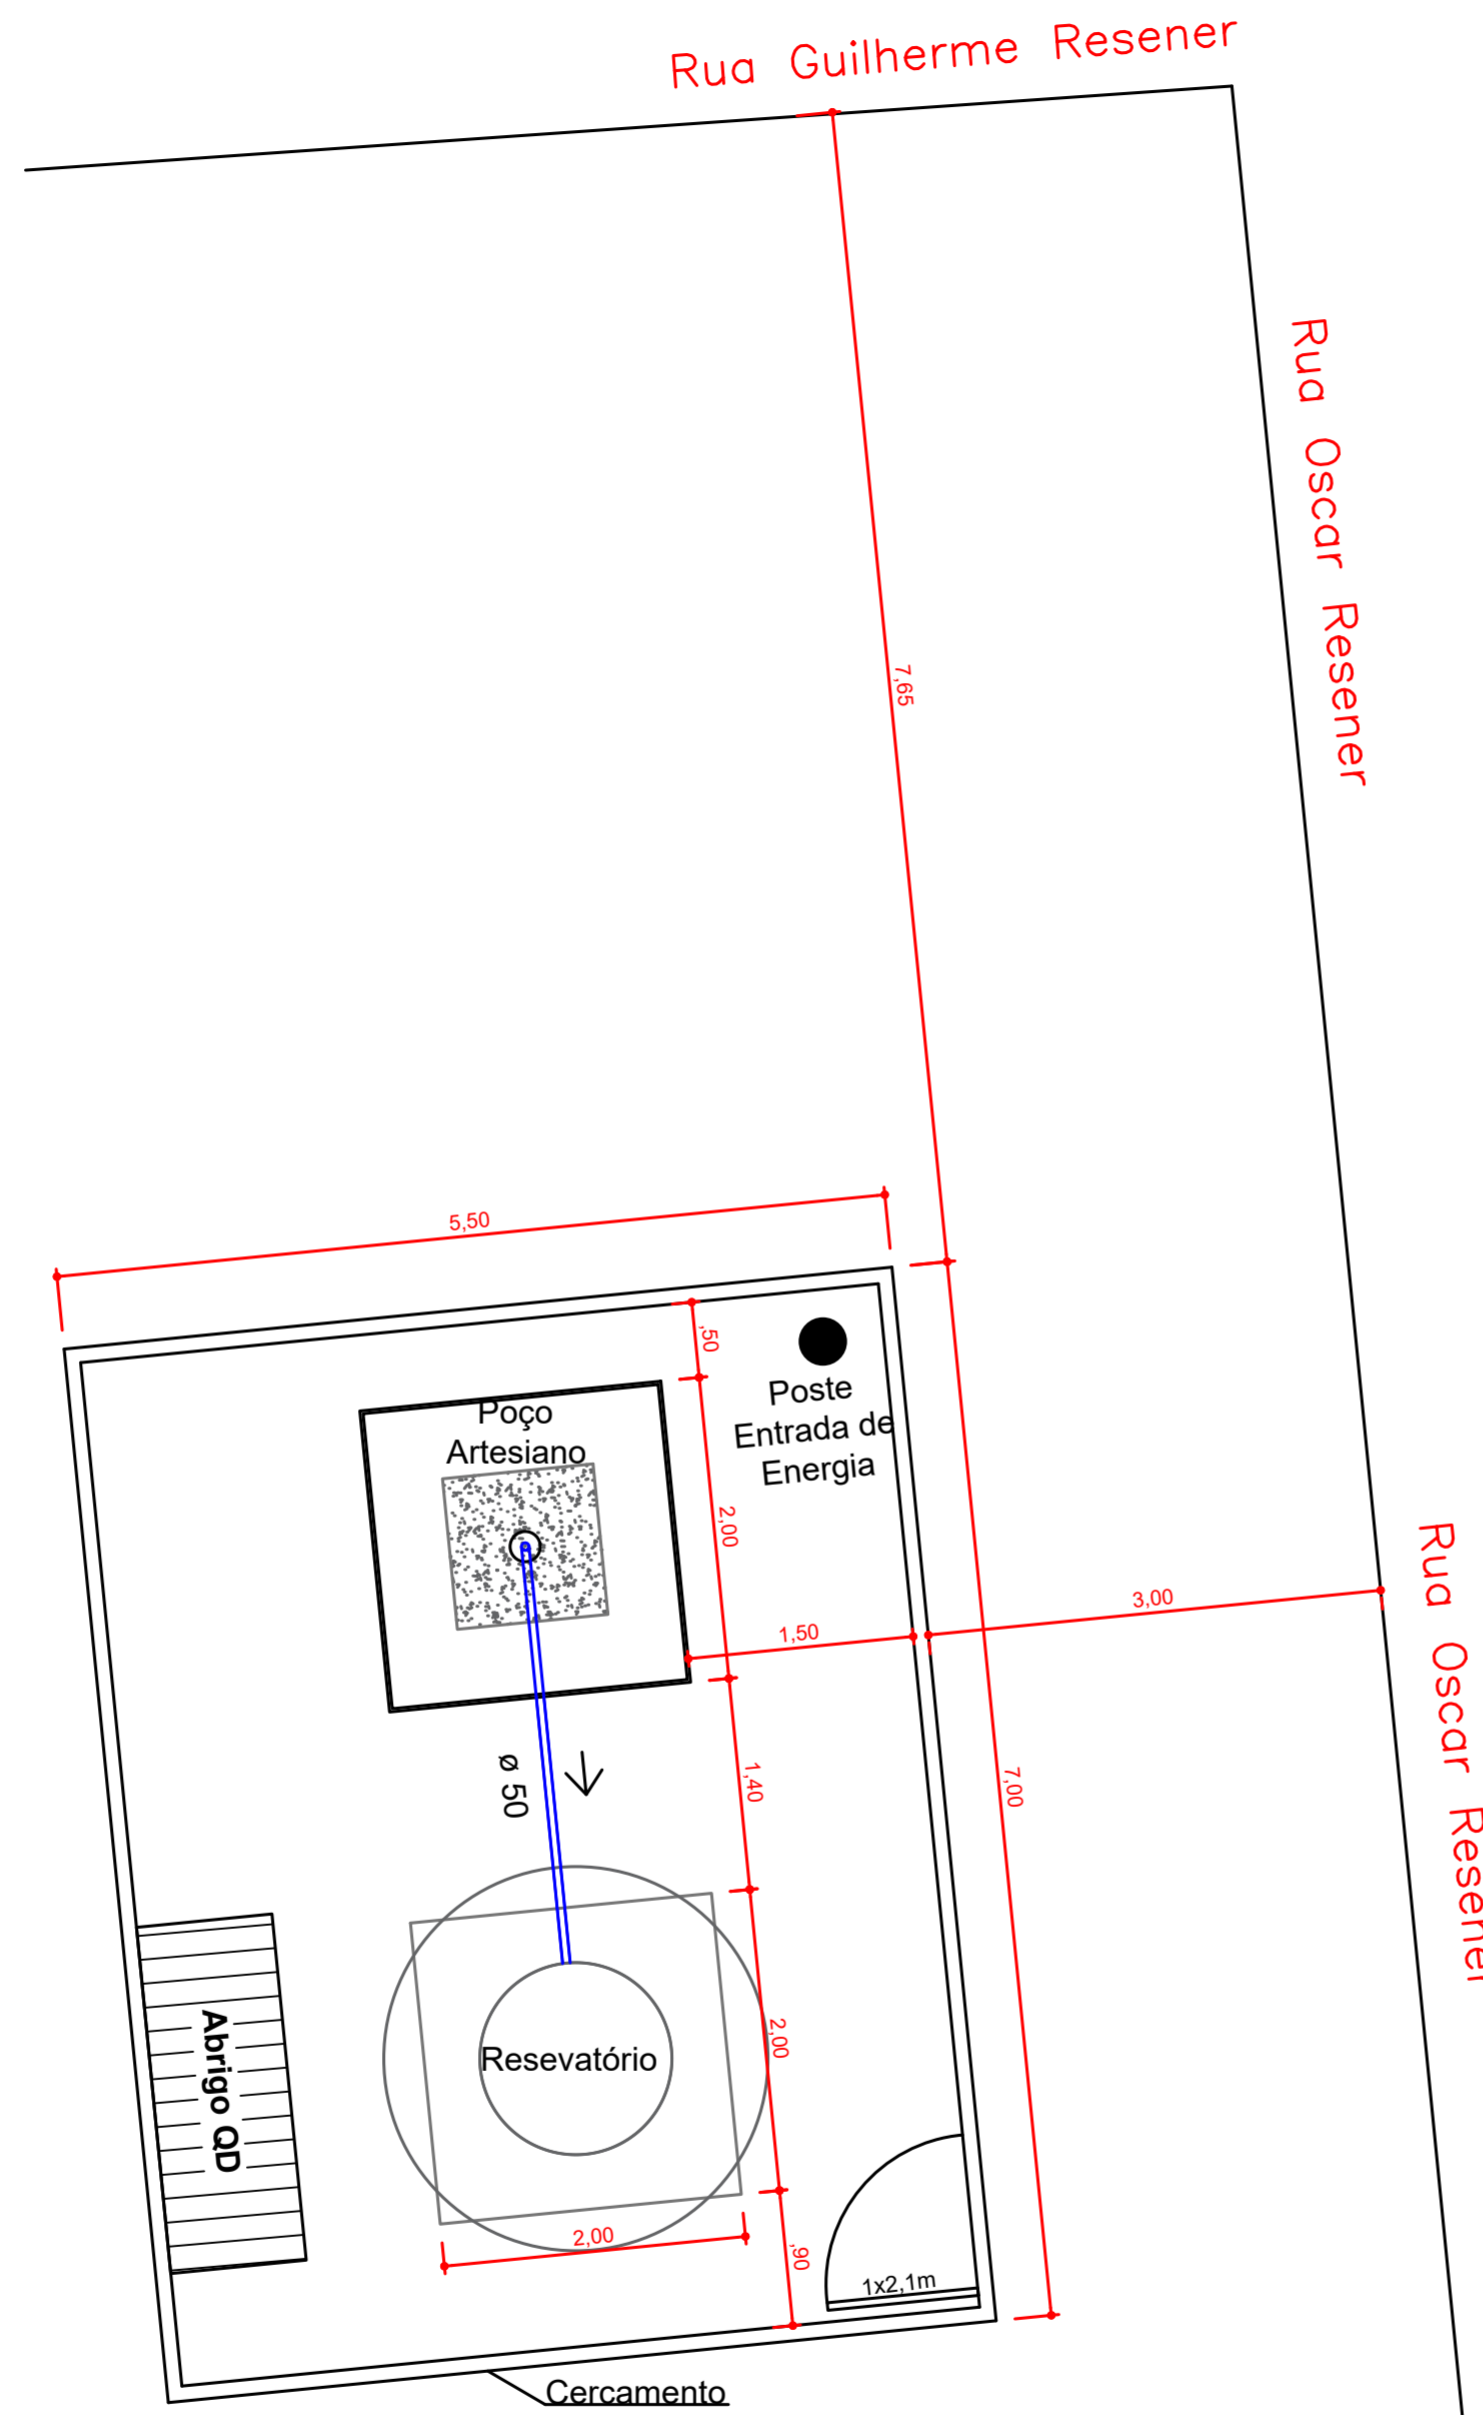 Rua Guilherme Resener
Rua Oscar Resener
7,65
5,50
,50
Poste
Entrada de
Energia
Poço
Artesiano
2,00
3,00
1,50
Rua Oscar Resener
1,40
7,00
ø 50
2,00
Resevatório
Abrigo QD
2,00
,90
1x2,1m
Cercamento